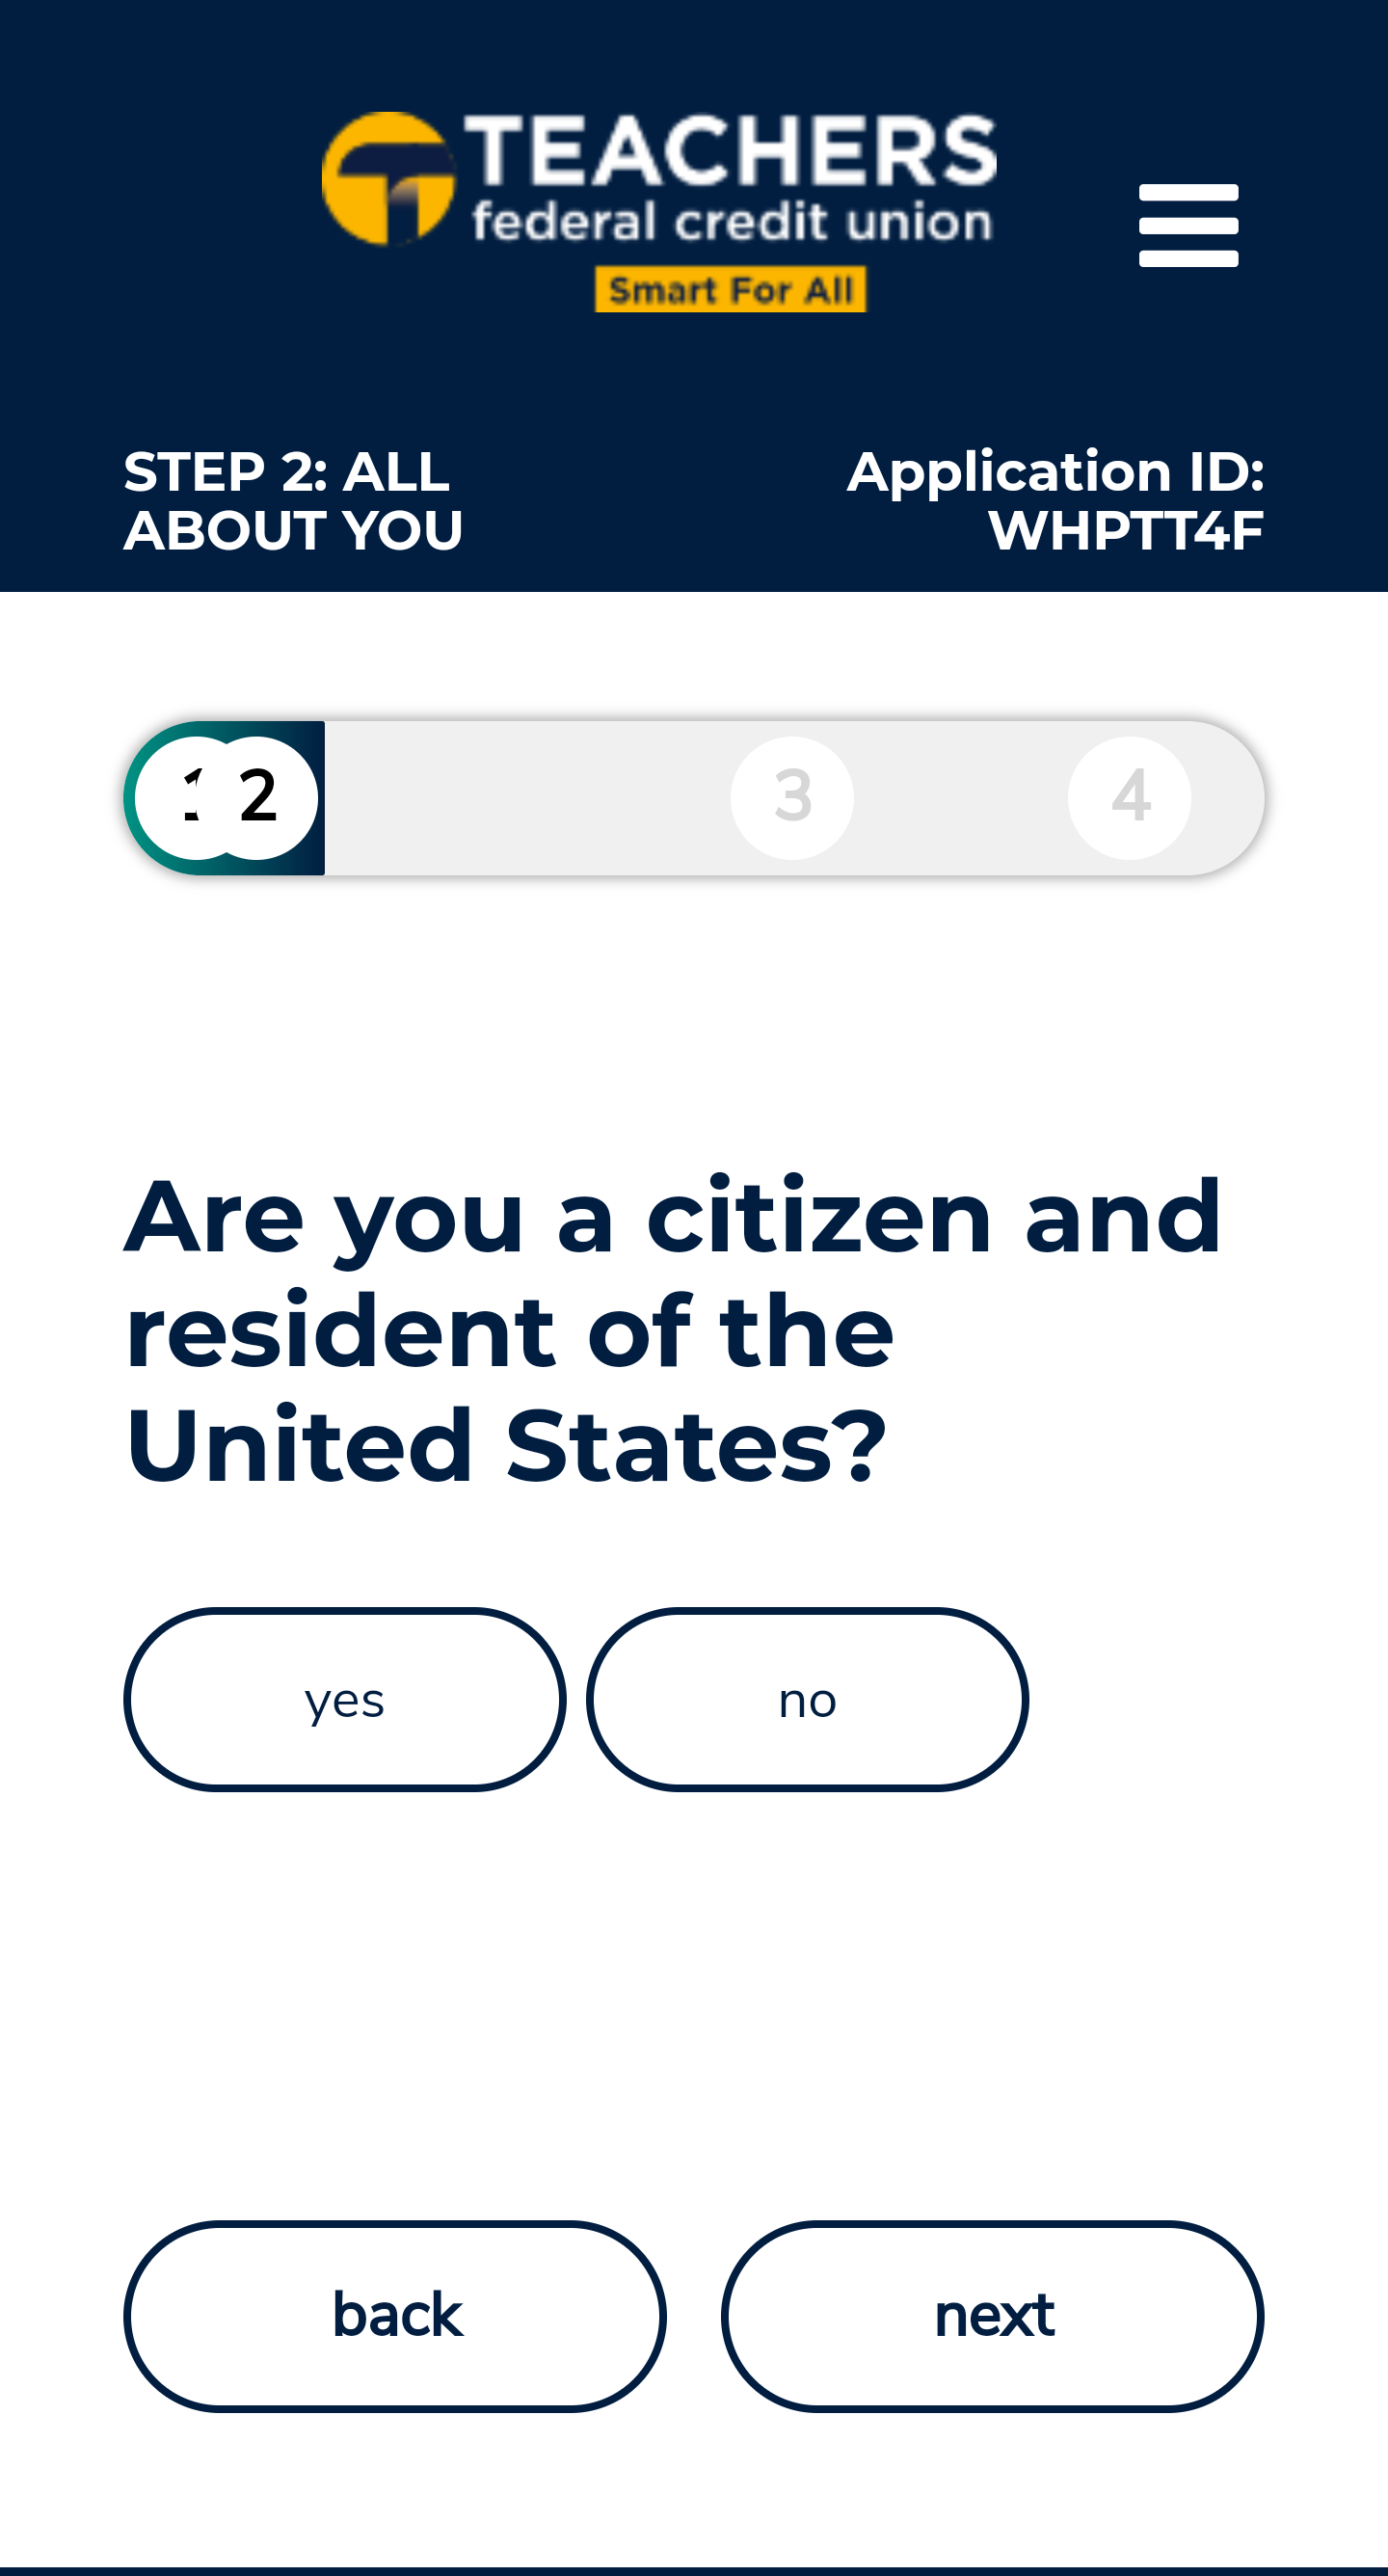 TEACHERS
federal credit union
Smart For All
STEP 2: ALL
ABOUT YOU
Application ID:
WHPTT4F
1 2 3 4
Are you a citizen and
resident of the
United States?
yes no
back next